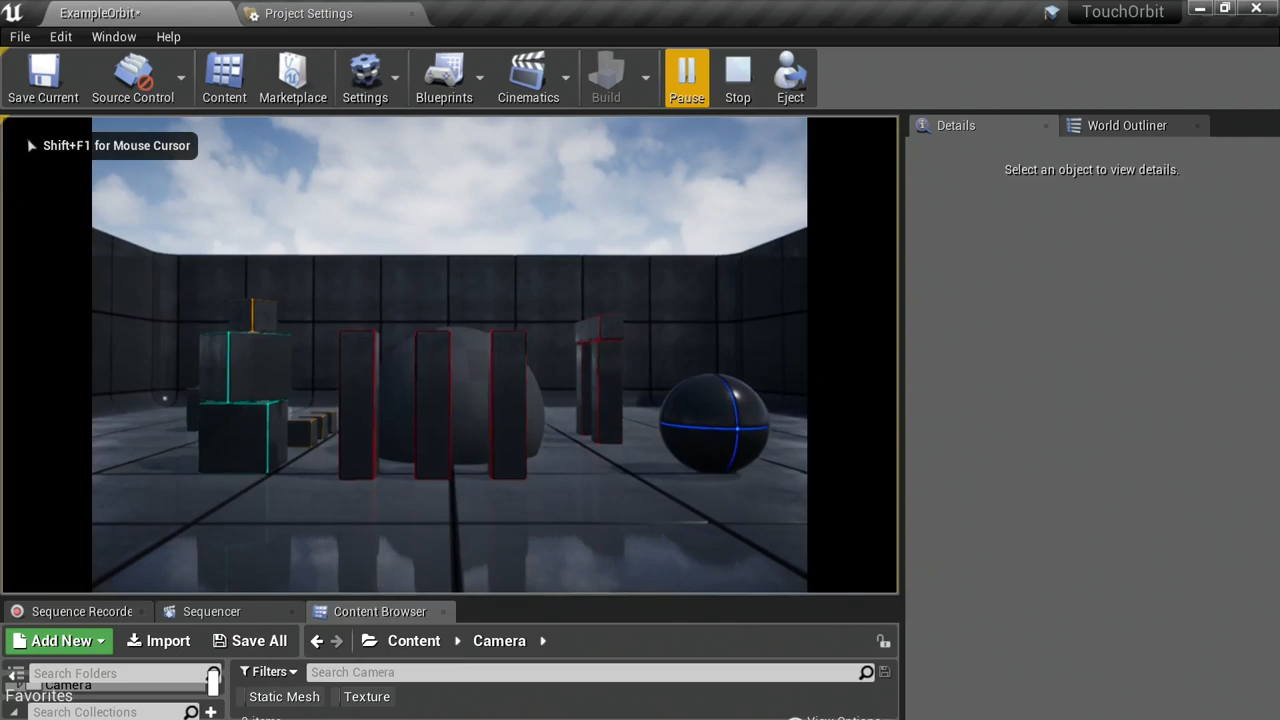 ExampleOrbit*
Project Settings
TouchOrbit
File Edit Window Help
Save Current Source Control Content Marketplace Settings Blueprints Cinematics Build Pause Stop Eject
Shift+F1 for Mouse Cursor
Details
World Outliner
Select an object to view details.
Sequence Recorde
Sequencer
Content Browser
Add New Import Save All Content Camera
Search Folders
Filters
Search Camera
Camera
Favorites
Static Mesh
Texture
Search Collections
View Options